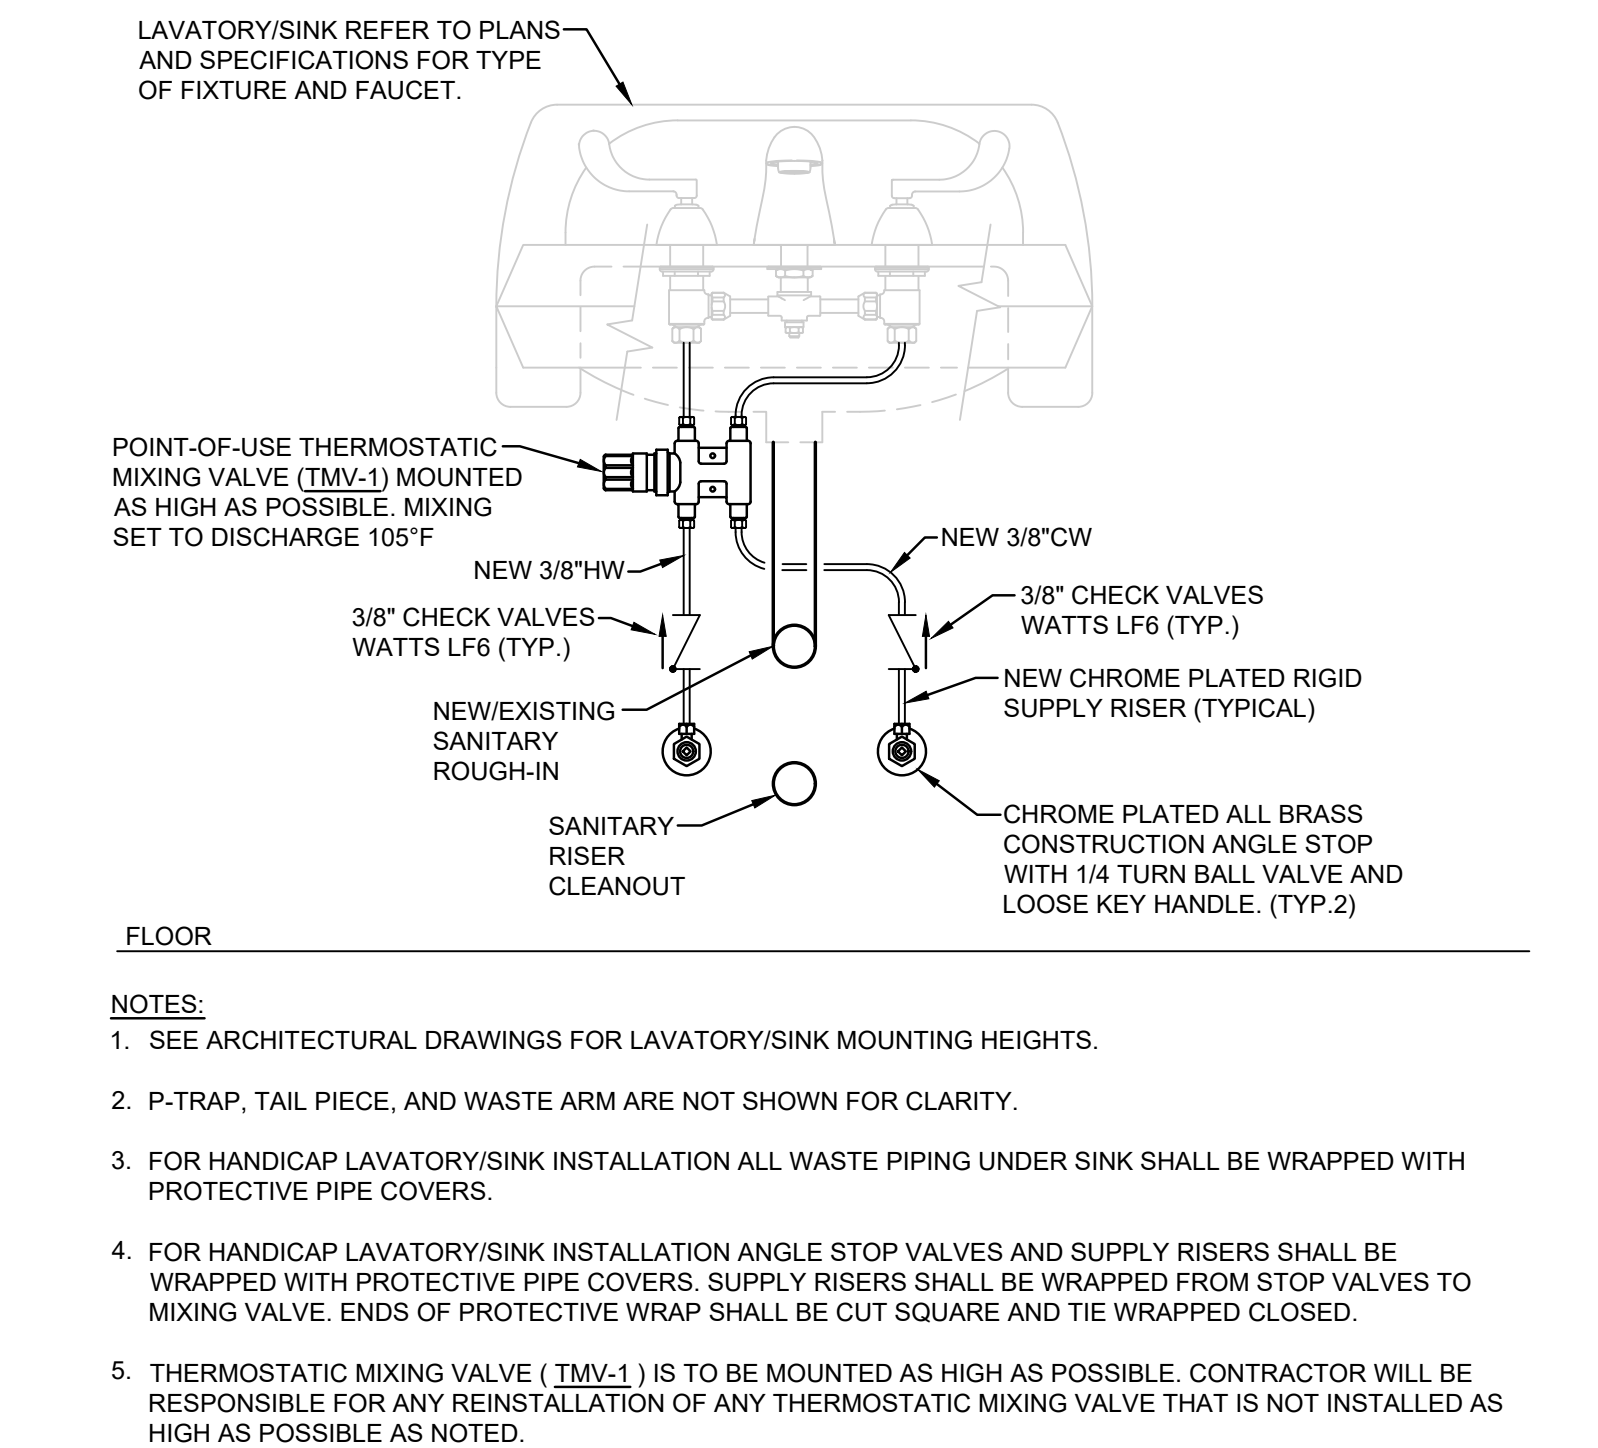 LAVATORY/SINK REFER TO PLANS
AND SPECIFICATIONS FOR TYPE
OF FIXTURE AND FAUCET.
POINT-OF-USE THERMOSTATIC
MIXING VALVE (TMV-1) MOUNTED
AS HIGH AS POSSIBLE. MIXING
SET TO DISCHARGE 105°F
NEW 3/8"HW
3/8" CHECK VALVES
WATTS LF6 (TYP.)
NEW/EXISTING
SANITARY
ROUGH-IN
SANITARY
RISER
CLEANOUT
NEW 3/8"CW
3/8" CHECK VALVES
WATTS LF6 (TYP.)
NEW CHROME PLATED RIGID
SUPPLY RISER (TYPICAL)
CHROME PLATED ALL BRASS
CONSTRUCTION ANGLE STOP
WITH 1/4 TURN BALL VALVE AND
LOOSE KEY HANDLE. (TYP.2)
FLOOR
NOTES:
1. SEE ARCHITECTURAL DRAWINGS FOR LAVATORY/SINK MOUNTING HEIGHTS.
2. P-TRAP, TAIL PIECE, AND WASTE ARM ARE NOT SHOWN FOR CLARITY.
3. FOR HANDICAP LAVATORY/SINK INSTALLATION ALL WASTE PIPING UNDER SINK SHALL BE WRAPPED WITH
PROTECTIVE PIPE COVERS.
4. FOR HANDICAP LAVATORY/SINK INSTALLATION ANGLE STOP VALVES AND SUPPLY RISERS SHALL BE
WRAPPED WITH PROTECTIVE PIPE COVERS. SUPPLY RISERS SHALL BE WRAPPED FROM STOP VALVES TO
MIXING VALVE. ENDS OF PROTECTIVE WRAP SHALL BE CUT SQUARE AND TIE WRAPPED CLOSED.
5. THERMOSTATIC MIXING VALVE ( TMV-1 ) IS TO BE MOUNTED AS HIGH AS POSSIBLE. CONTRACTOR WILL BE
RESPONSIBLE FOR ANY REINSTALLATION OF ANY THERMOSTATIC MIXING VALVE THAT IS NOT INSTALLED AS
HIGH AS POSSIBLE AS NOTED.